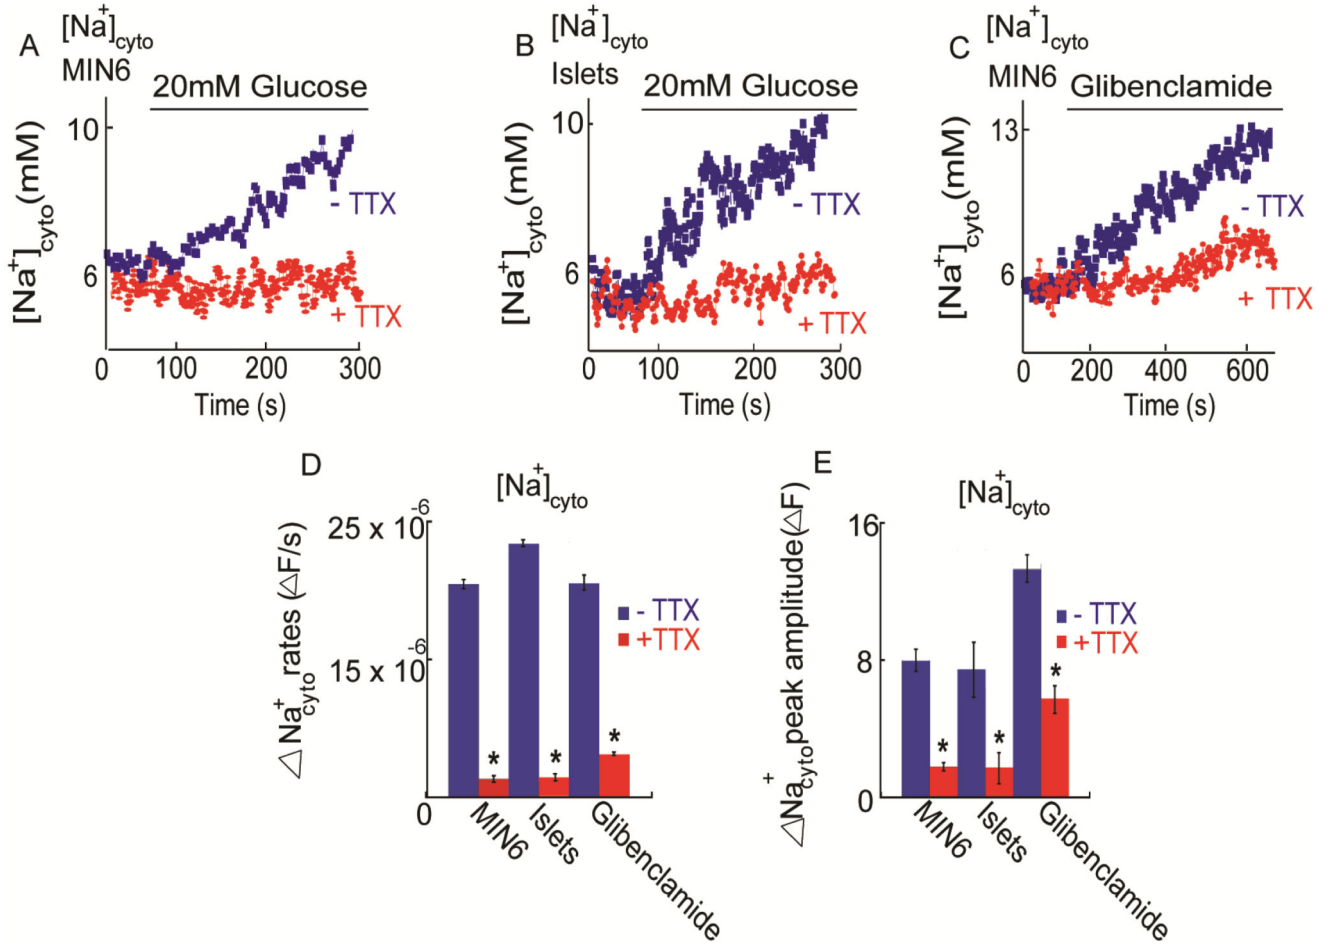 A
[Na+]cyto
MIN6
20mM Glucose
[Na+]cyto(mM)
10
6
- TTX
+ TTX
0 100 200 300
Time (s)
B
[Na+]cyto
Islets
20mM Glucose
[Na+]cyto(mM)
10
6
- TTX
+ TTX
0 100 200 300
Time (s)
C
[Na+]cyto
MIN6
Glibenclamide
[Na+]cyto(mM)
13
6
- TTX
+ TTX
0 200 400 600
Time (s)
D
[Na+]cyto
△Na+cyto rates (△F/s)
25 x 10-6
15 x 10-6
0
- TTX
+TTX
* * *
MIN6 Islets Glibenclamide
E
[Na+]cyto
△Na+cyto peak amplitude(△F)
16
8
0
- TTX
+TTX
* * *
MIN6 Islets Glibenclamide